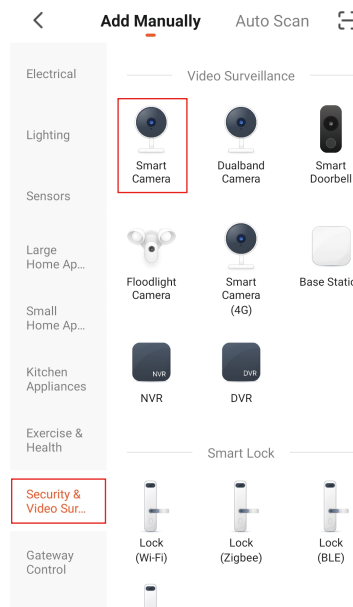 Add Manually Auto Scan
Electrical
Lighting
Sensors
Large
Home Ap...
Small
Home Ap...
Kitchen
Appliances
Exercise &
Health
Security &
Video Sur...
Gateway
Control
Video Surveillance
Smart
Camera
Dualband
Camera
Smart
Doorbell
Floodlight
Camera
Smart
Camera
(4G)
Base Static
NVR
NVR
DVR
DVR
Smart Lock
Lock
(Wi-Fi)
Lock
(Zigbee)
Lock
(BLE)